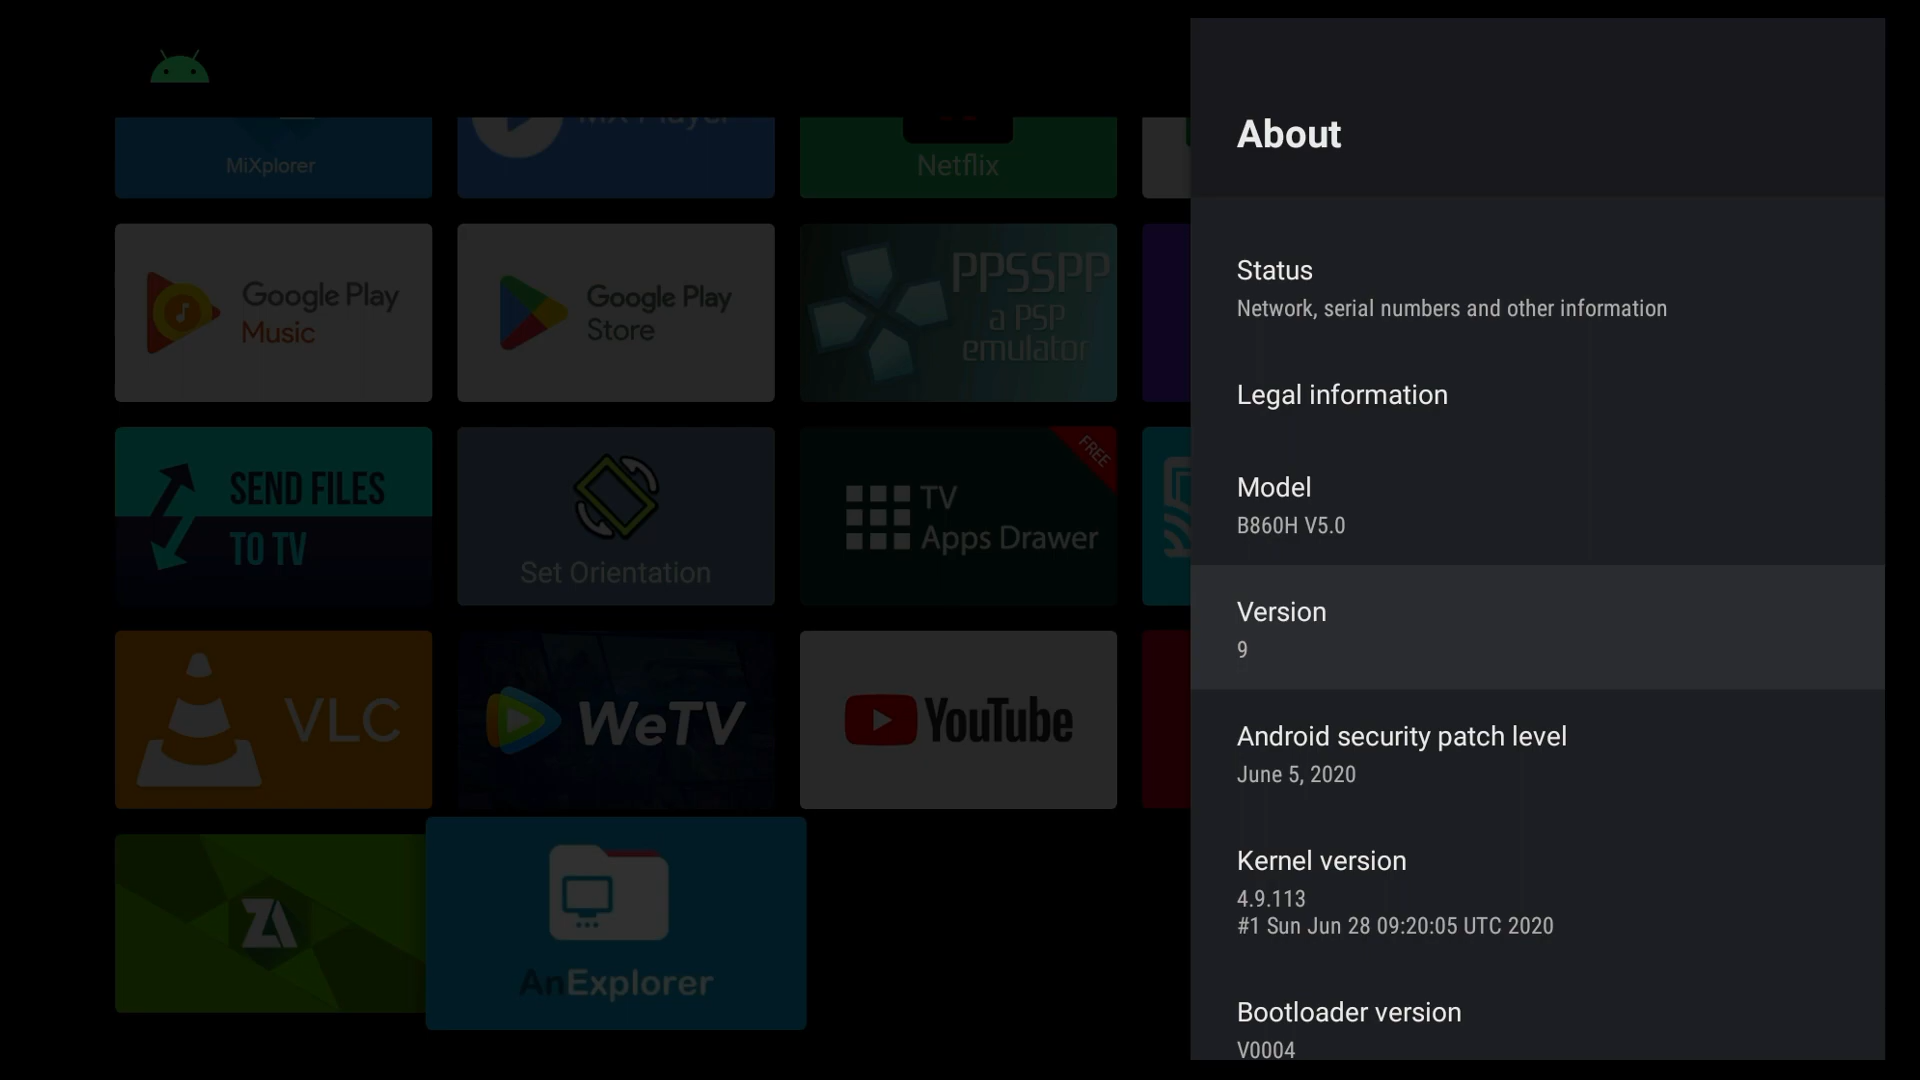 MiXplorer
MX Player
Netflix
Google Play
Music
Google Play
Store
PPSSPP
a PSP
emulator
SEND FILES
TO TV
Set Orientation
FREE
TV
Apps Drawer
VLC
WeTV
YouTube
ZA
AnExplorer
About
Status
Network, serial numbers and other information
Legal information
Model
B860H V5.0
Version
9
Android security patch level
June 5, 2020
Kernel version
4.9.113
#1 Sun Jun 28 09:20:05 UTC 2020
Bootloader version
V0004